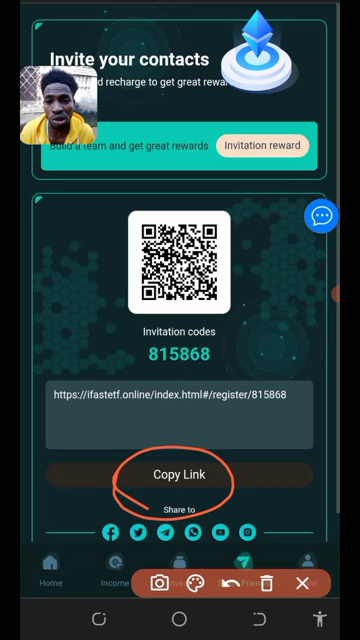 Invite your contacts
d recharge to get great rewar
Build a team and get great rewards
Invitation reward
Invitation codes
815868
https://ifastetf.online/index.html#/register/815868
Copy Link
Share to
Home
Income